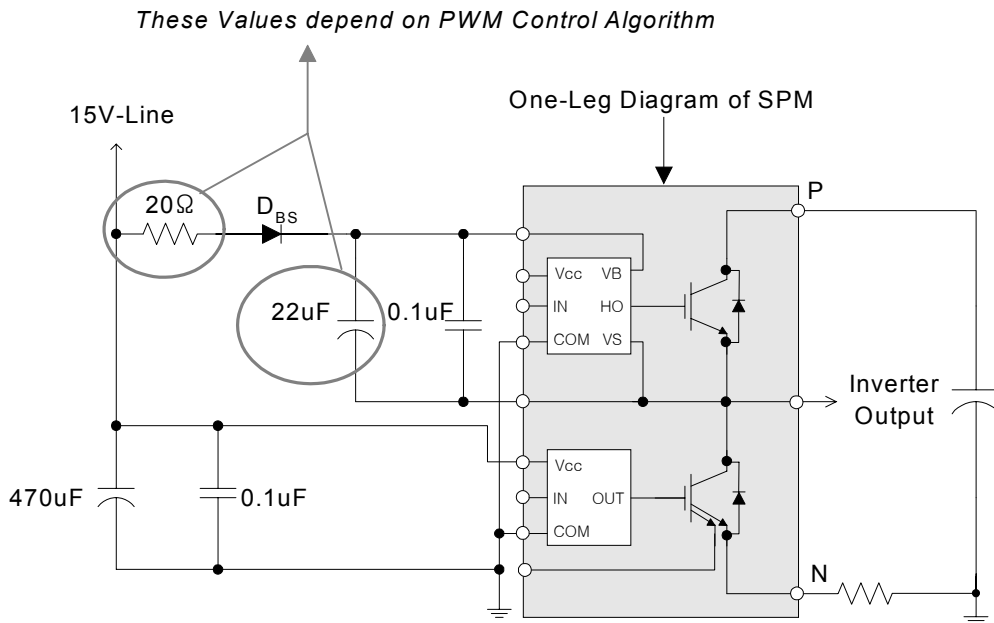 These Values depend on PWM Control Algorithm
One-Leg Diagram of SPM
15V-Line
P
20Ω
D BS
Vcc
VB
IN
HO
COM
VS
22uF
0.1uF
Inverter
Output
Vcc
IN
OUT
COM
470uF
0.1uF
N